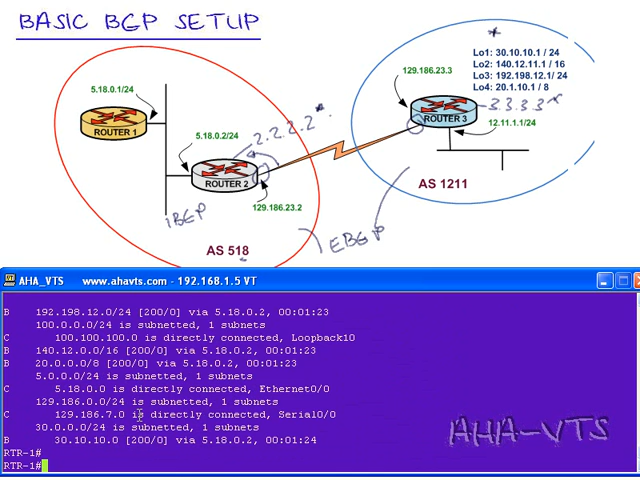 BASIC BGP SETUP
Lo1: 30.10.10.1 / 24
Lo2: 140.12.11.1 / 16
Lo3: 192.198.12.1/ 24
Lo4: 20.1.10.1 / 8
129.186.23.3
ROUTER 3
3.3.3.3
12.11.1.1/24
AS 1211
5.18.0.1/24
ROUTER 1
5.18.0.2/24
2.2.2.2
ROUTER 2
129.186.23.2
iBGP
EBGP
AS 518
AHA_VTS www.ahavts.com - 192.168.1.5 VT
B 192.198.12.0/24 [200/0] via 5.18.0.2, 00:01:23
100.0.0.0/24 is subnetted, 1 subnets
C 100.100.100.0 is directly connected, Loopback10
B 140.12.0.0/16 [200/0] via 5.18.0.2, 00:01:23
B 20.0.0.0/8 [200/0] via 5.18.0.2, 00:01:23
5.0.0.0/24 is subnetted, 1 subnets
C 5.18.0.0 is directly connected, Ethernet0/0
129.186.0.0/24 is subnetted, 1 subnets
C 129.186.7.0 is directly connected, Serial0/0
30.0.0.0/24 is subnetted, 1 subnets
B 30.10.10.0 [200/0] via 5.18.0.2, 00:01:24
RTR-1#
RTR-1#
AHA-VTS